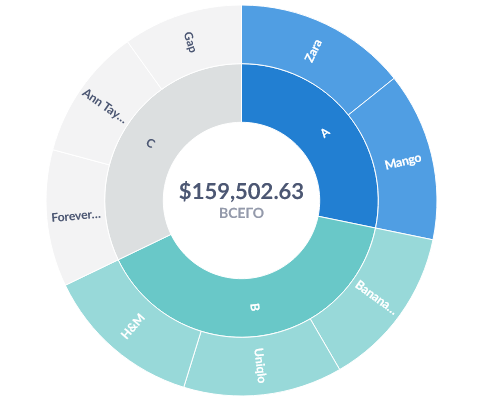 Gap
Zara
Ann Tay...
C
A
Mango
$159,502.63
ВСЕГО
Forever...
Banana...
B
H&M
Uniqlo